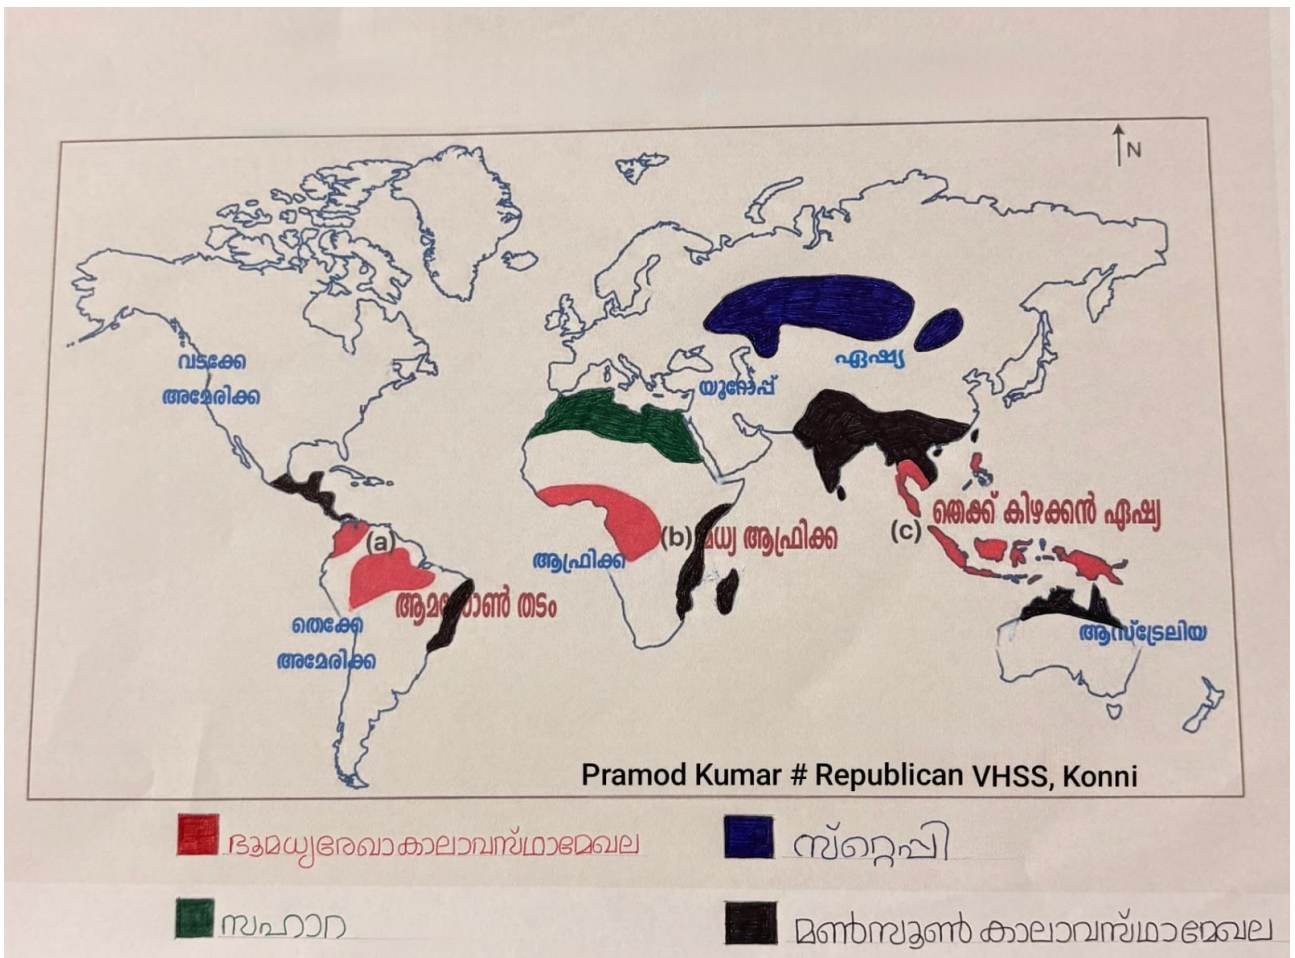 N
വടക്കേ
അമേരിക്ക
ഏഷ്യ
യൂറോപ്പ്
(a)
ആഫ്രിക്ക
(b) മധ്യ ആഫ്രിക്ക
(c)
തെക്ക് കിഴക്കൻ ഏഷ്യ
ആമസോൺ തടം
തെക്കേ
അമേരിക്ക
ആസ്ട്രേലിയ
Pramod Kumar # Republican VHSS, Konni
ഭൂമധ്യരേഖാകാലാവസ്ഥാമേഖല
സ്റ്റെപ്പി
സഹാറ
മൺസൂൺ കാലാവസ്ഥാമേഖല